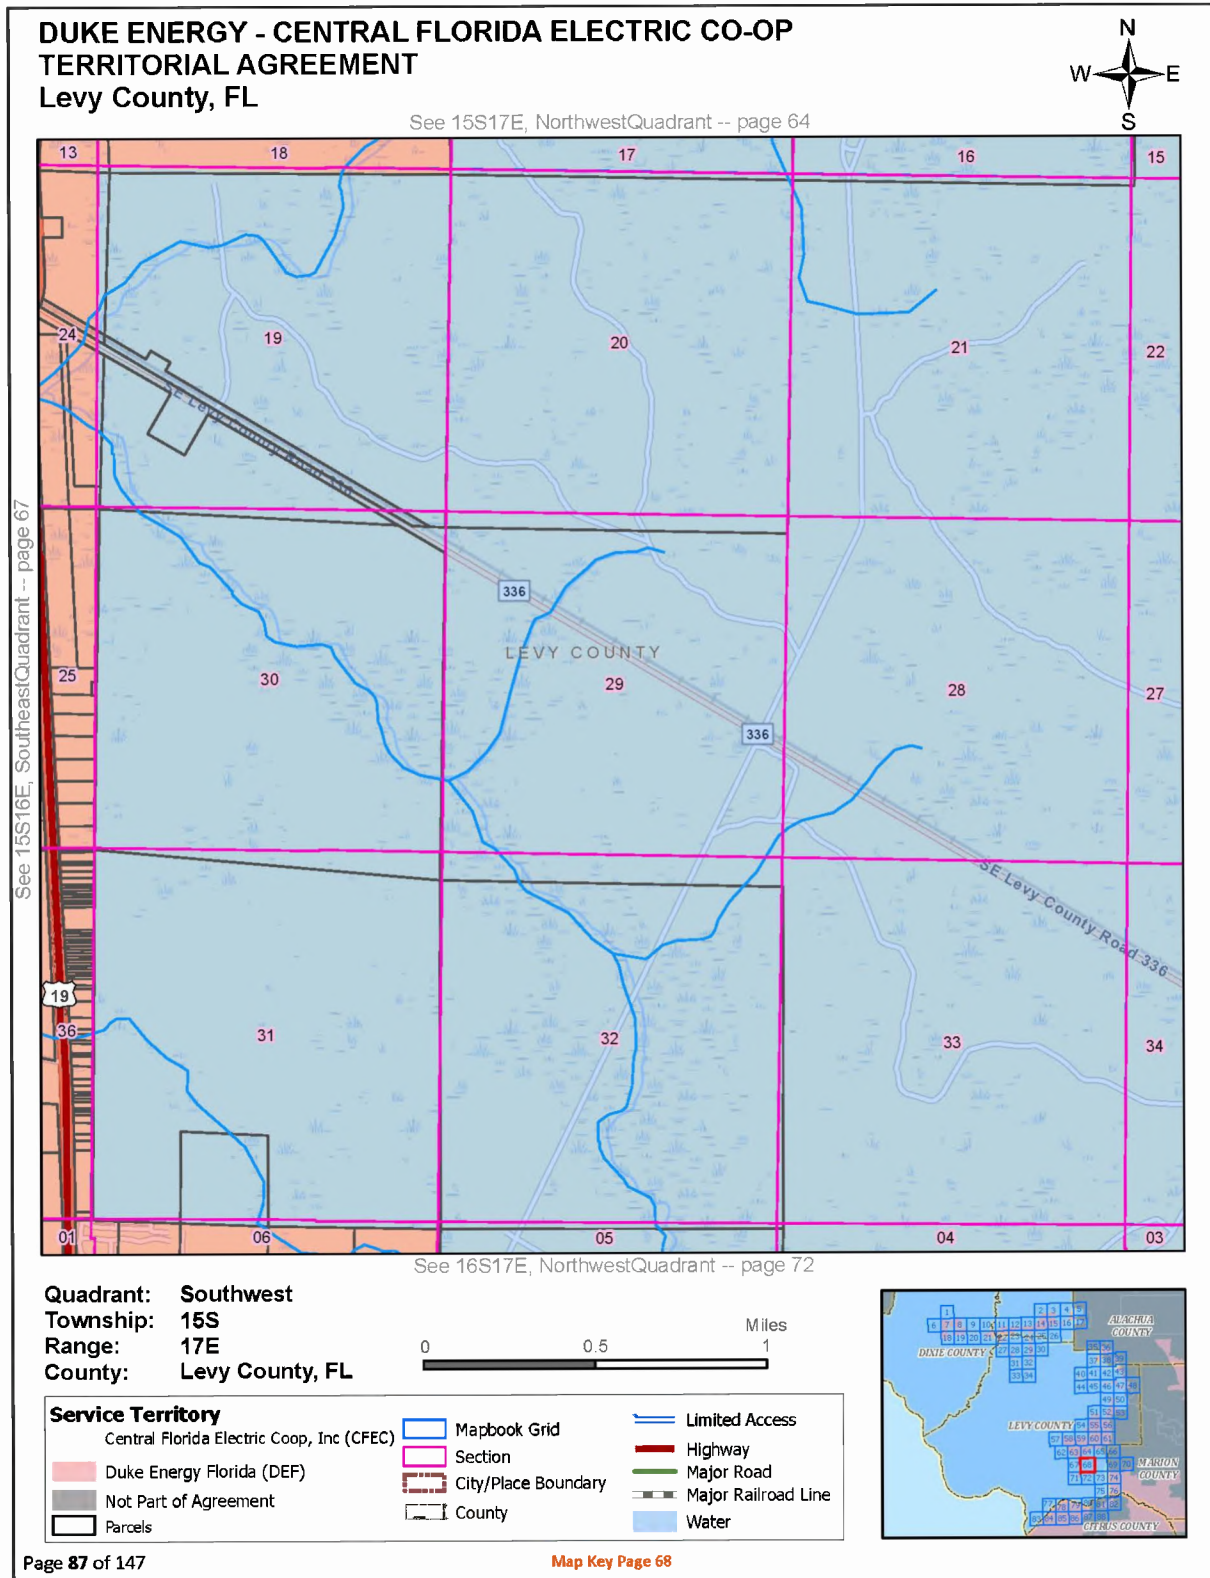 DUKE ENERGY - CENTRAL FLORIDA ELECTRIC CO-OP
TERRITORIAL AGREEMENT
Levy County, FL
N
W E
S
See 15S17E, NorthwestQuadrant -- page 64
13 18 17 16 15
24 19 20 21 22
SE Levy County Road 336
See 15S16E, SoutheastQuadrant -- page 67
336
LEVY COUNTY
25 30 29 28 27
336
SE Levy County Road 336
19
36 31 32 33 34
01 06 05 04 03
See 16S17E, NorthwestQuadrant -- page 72
Quadrant: Southwest
Township: 15S
Range: 17E
County: Levy County, FL
Miles
0 0.5 1
Service Territory
Central Florida Electric Coop, Inc (CFEC)
Duke Energy Florida (DEF)
Not Part of Agreement
Parcels
Mapbook Grid
Section
City/Place Boundary
County
Limited Access
Highway
Major Road
Major Railroad Line
Water
ALACHUA
COUNTY
DIXIE COUNTY
LEVY COUNTY
MARION
COUNTY
CITRUS COUNTY
Page 87 of 147
Map Key Page 68